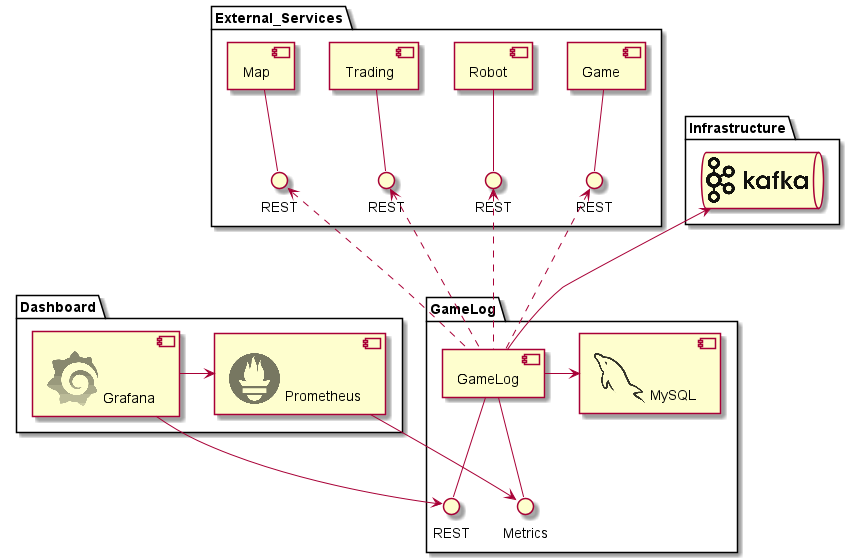 External_Services
Map
Trading
Robot
Game
REST
REST
REST
REST
Infrastructure
kafka
Dashboard
Grafana
Prometheus
GameLog
GameLog
MySQL
REST
Metrics